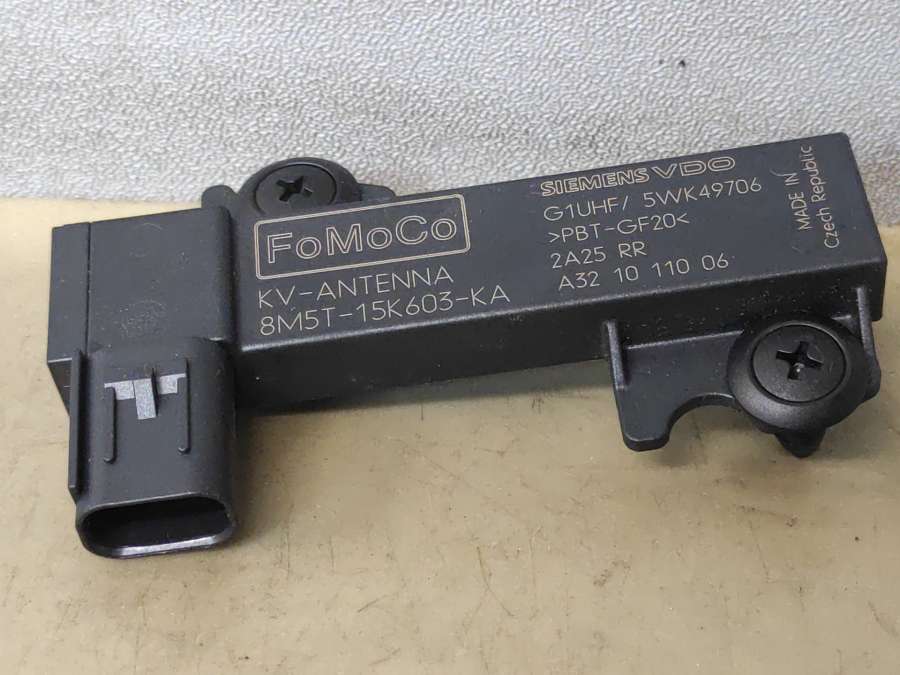 FoMoCo
KV-ANTENNA
8M5T-15K603-KA
SIEMENS VDO
G1UHF/ 5WK49706
>PBT-GF20<
2A25 RR
A32 10 110 06
MADE IN
Czech Republic